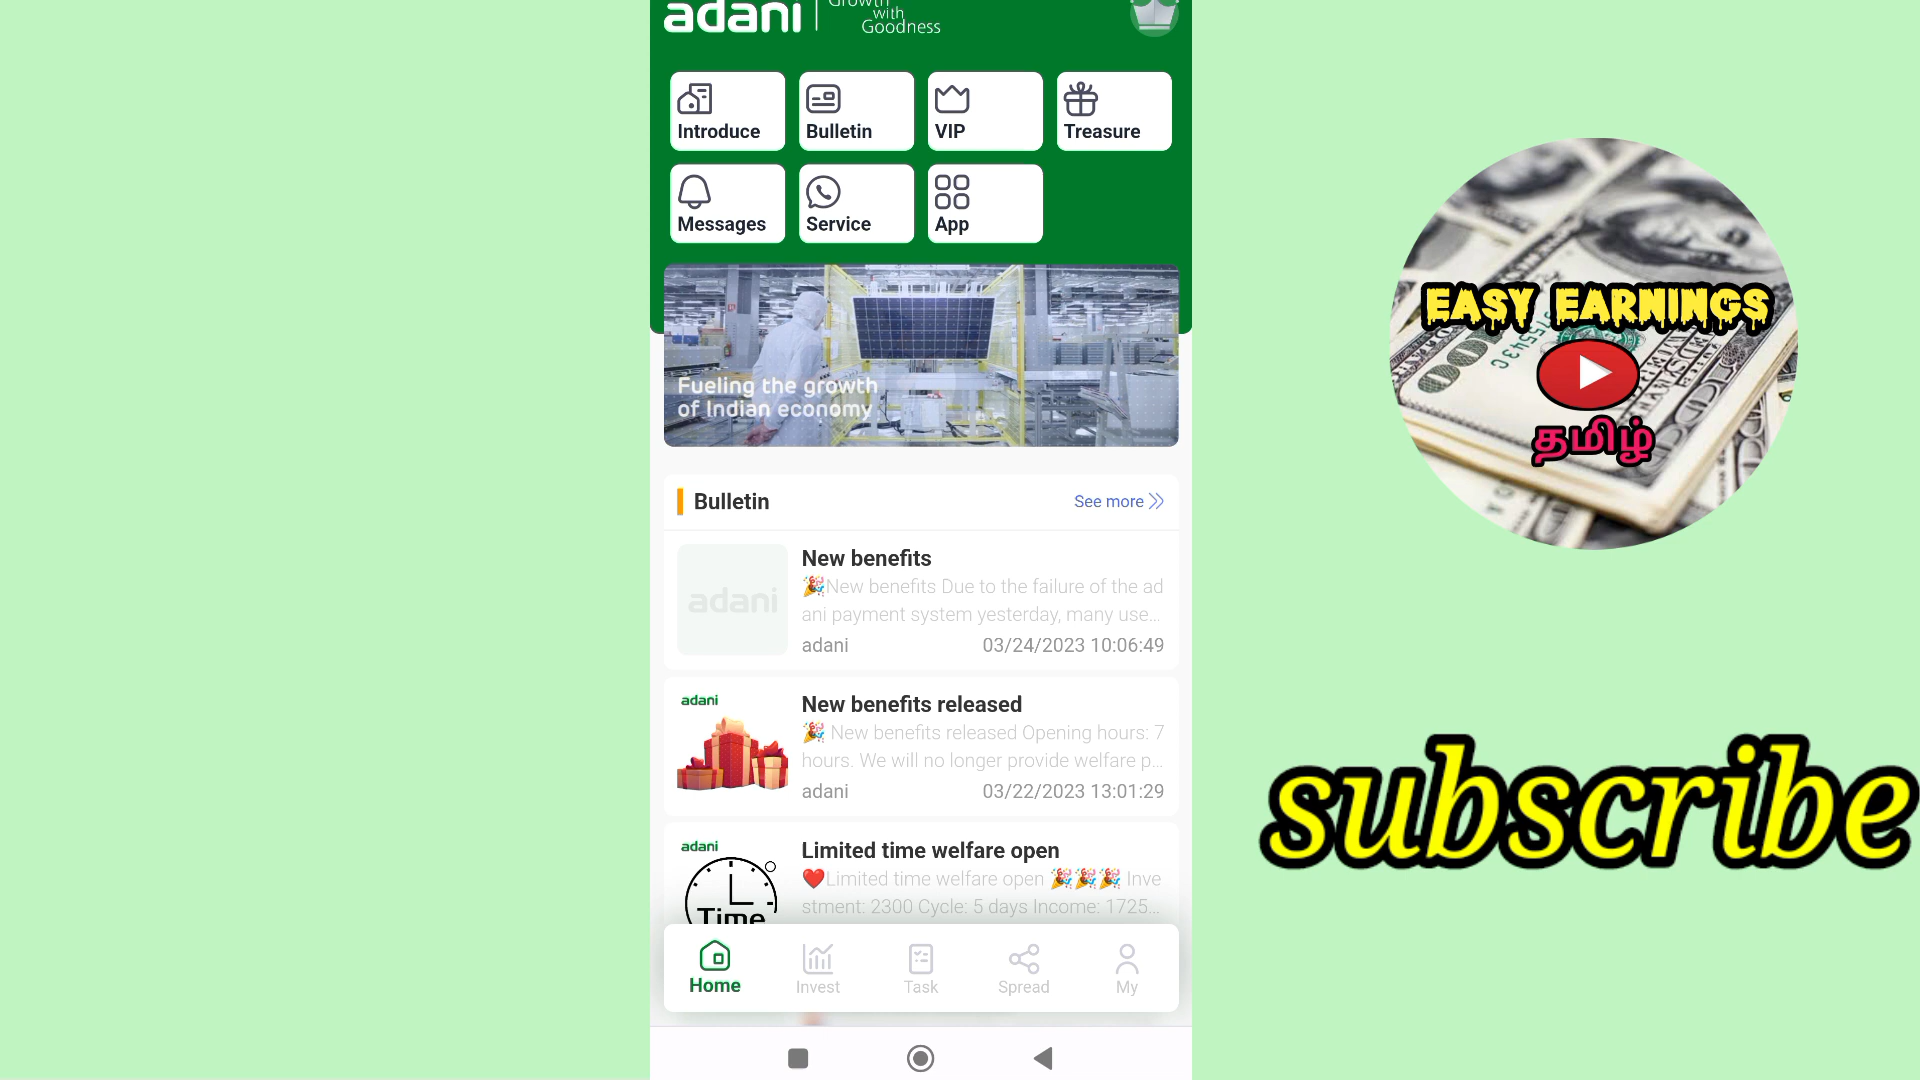 adani
Growth
with
Goodness
Introduce
Bulletin
VIP
Treasure
Messages
Service
App
Fueling the growth
of Indian economy
Bulletin
See more
adani
New benefits
🎉New benefits Due to the failure of the ad
ani payment system yesterday, many use...
adani
03/24/2023 10:06:49
adani
New benefits released
🎉 New benefits released Opening hours: 7
hours. We will no longer provide welfare p...
adani
03/22/2023 13:01:29
adani
Time
Limited time welfare open
❤️Limited time welfare open 🎉🎉🎉 Inve
stment: 2300 Cycle: 5 days Income: 1725...
Home
Invest
Task
Spread
My
EASY EARNINGS
தமிழ்
subscribe